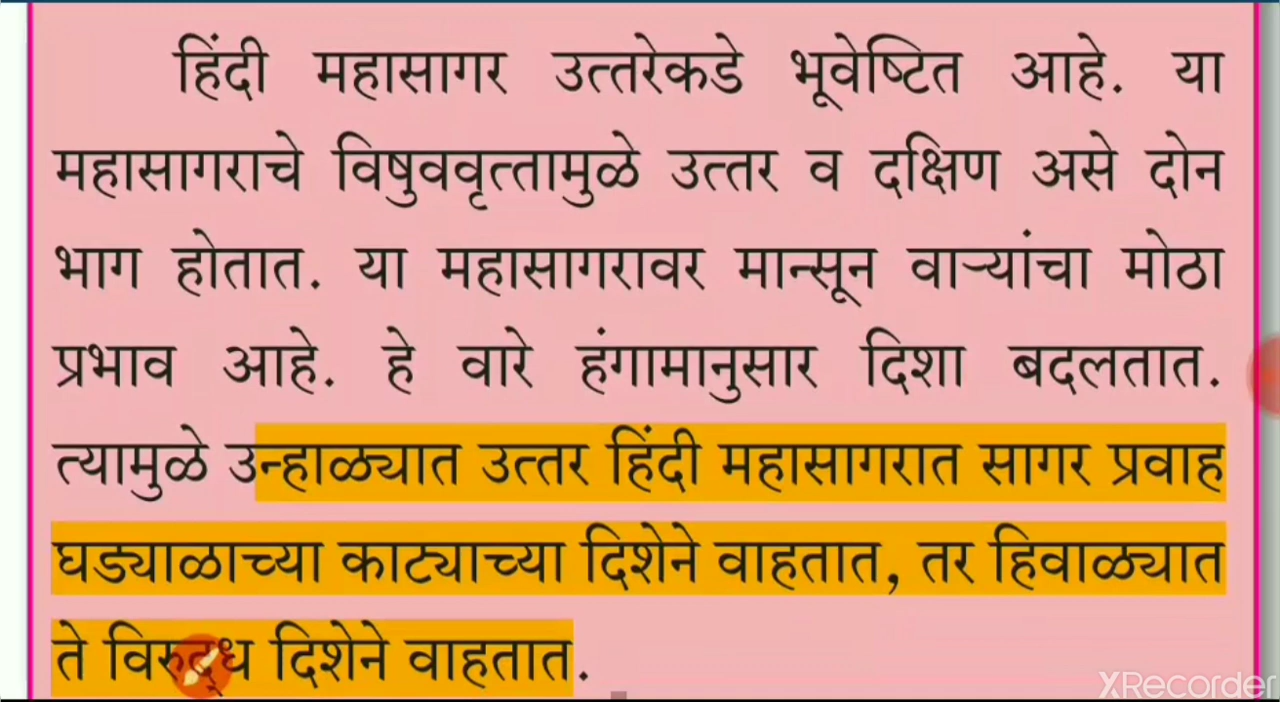 हिंदी महासागर उत्तरेकडे भूवेष्टित आहे. या
महासागराचे विषुववृत्तामुळे उत्तर व दक्षिण असे दोन
भाग होतात. या महासागरावर मान्सून वाऱ्यांचा मोठा
प्रभाव आहे. हे वारे हंगामानुसार दिशा बदलतात.
त्यामुळे उन्हाळ्यात उत्तर हिंदी महासागरात सागर प्रवाह
घड्याळाच्या काट्याच्या दिशेने वाहतात, तर हिवाळ्यात
ते विरुद्ध दिशेने वाहतात.
XRecorder